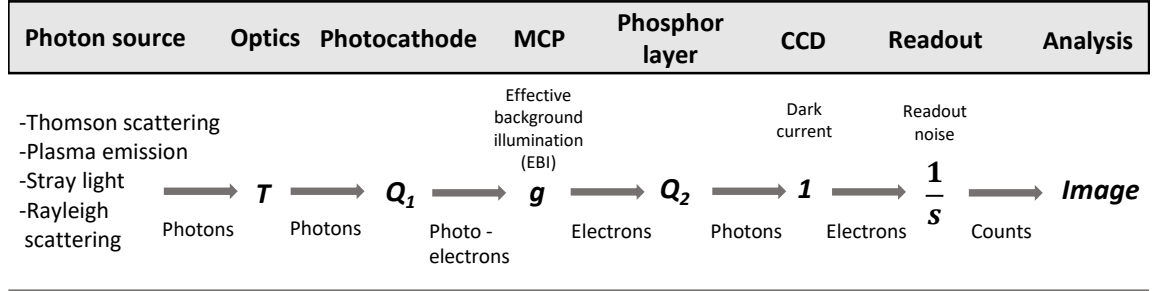 Photon source Optics Photocathode MCP Phosphor layer CCD Readout Analysis
-Thomson scattering
-Plasma emission
-Stray light
-Rayleigh
scattering
Effective
background
illumination
(EBI)
Dark
current
Readout
noise
T Q1 g Q2 1 1/s Image
Photons
Photons
Photo -
electrons
Electrons
Photons
Electrons
Counts